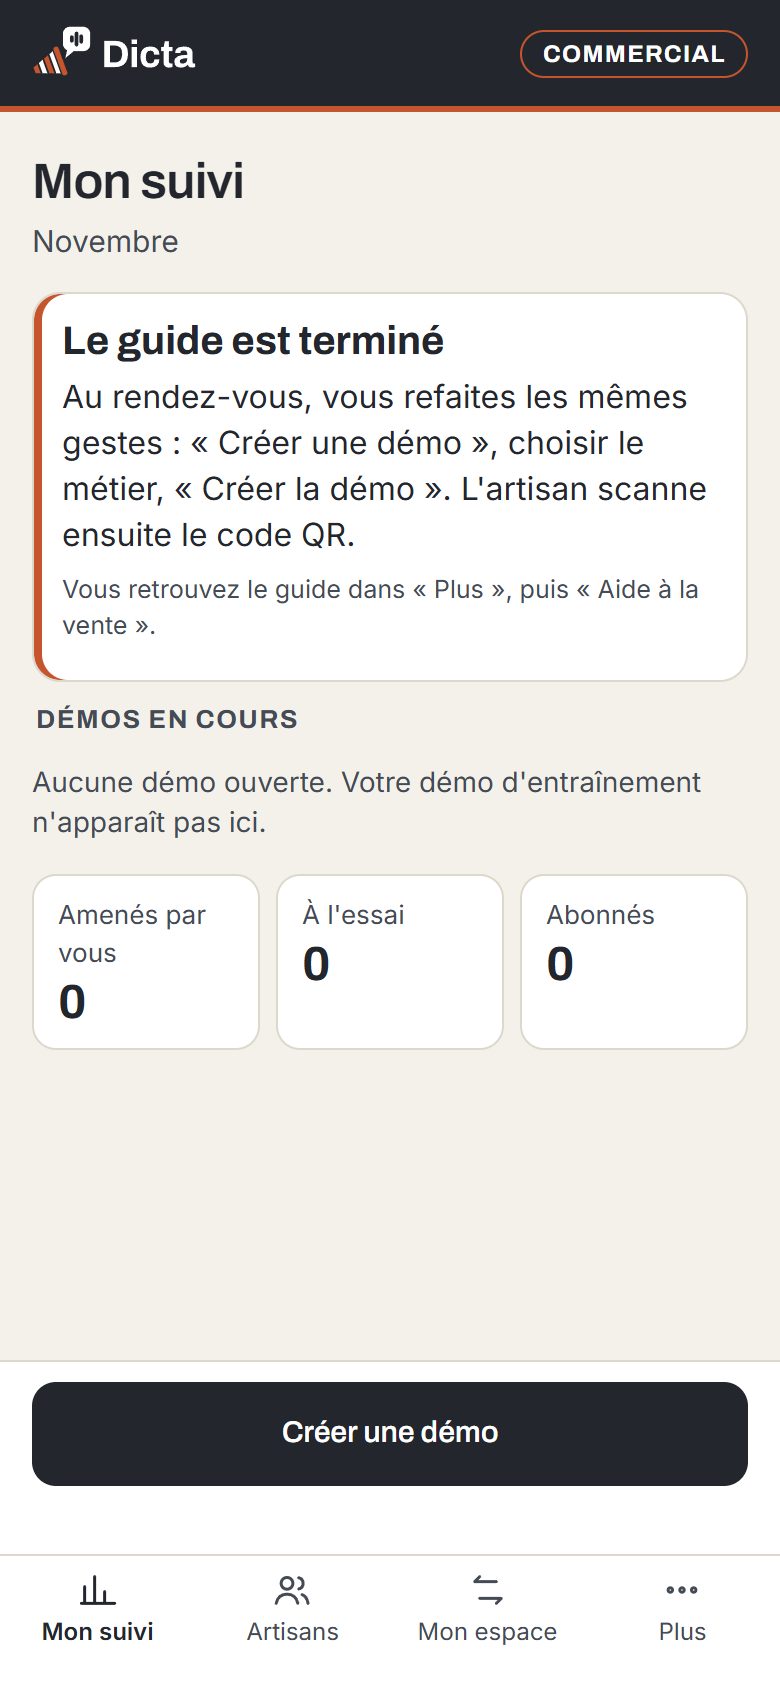 Dicta
COMMERCIAL
Mon suivi
Novembre
Le guide est terminé
Au rendez-vous, vous refaites les mêmes
gestes : « Créer une démo », choisir le
métier, « Créer la démo ». L'artisan scanne
ensuite le code QR.
Vous retrouvez le guide dans « Plus », puis « Aide à la
vente ».
DÉMOS EN COURS
Aucune démo ouverte. Votre démo d'entraînement
n'apparaît pas ici.
Amenés par
vous
0
À l'essai
0
Abonnés
0
Créer une démo
Mon suivi
Artisans
Mon espace
Plus